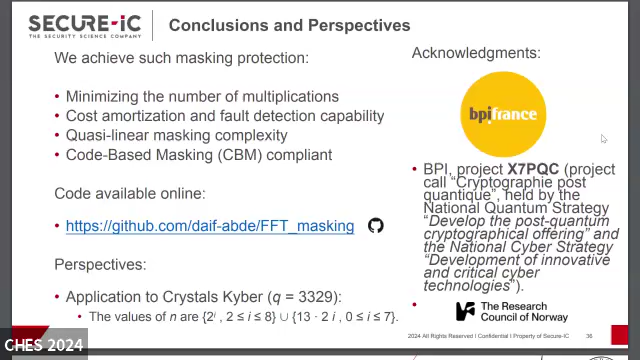 SECURE-IC
THE SECURITY SCIENCE COMPANY
Conclusions and Perspectives
We achieve such masking protection:
• Minimizing the number of multiplications
• Cost amortization and fault detection capability
• Quasi-linear masking complexity
• Code-Based Masking (CBM) compliant
Code available online:
• https://github.com/daif-abde/FFT_masking
Perspectives:
• Application to Crystals Kyber (q = 3329):
• The values of n are {2ⁱ, 2 ≤ i ≤ 8} ∪ {13 · 2 i, 0 ≤ i ≤ 7}.
Acknowledgments:
bpifrance
• BPI, project X7PQC (project
call “Cryptographie post
quantique”, held by the
National Quantum Strategy
“Develop the post-quantum
cryptographical offering” and
the National Cyber Strategy
“Development of innovative
and critical cyber
technologies”).
• The Research
Council of Norway
2024 All Rights Reserved I Confidential I Property of Secure-IC 36
CHES 2024